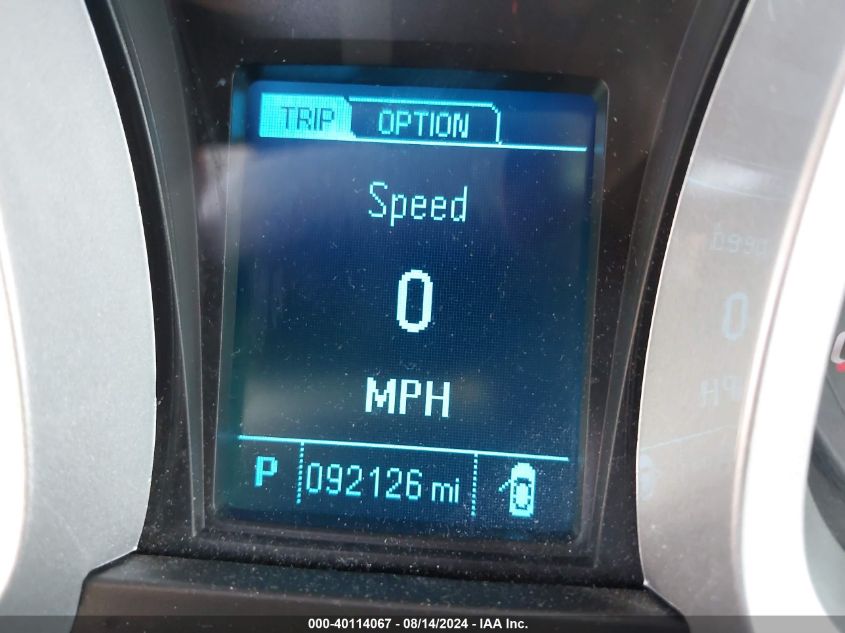 TRIP OPTION
Speed
0
MPH
P 092126 mi
000-40114067 - 08/14/2024 - IAA Inc.